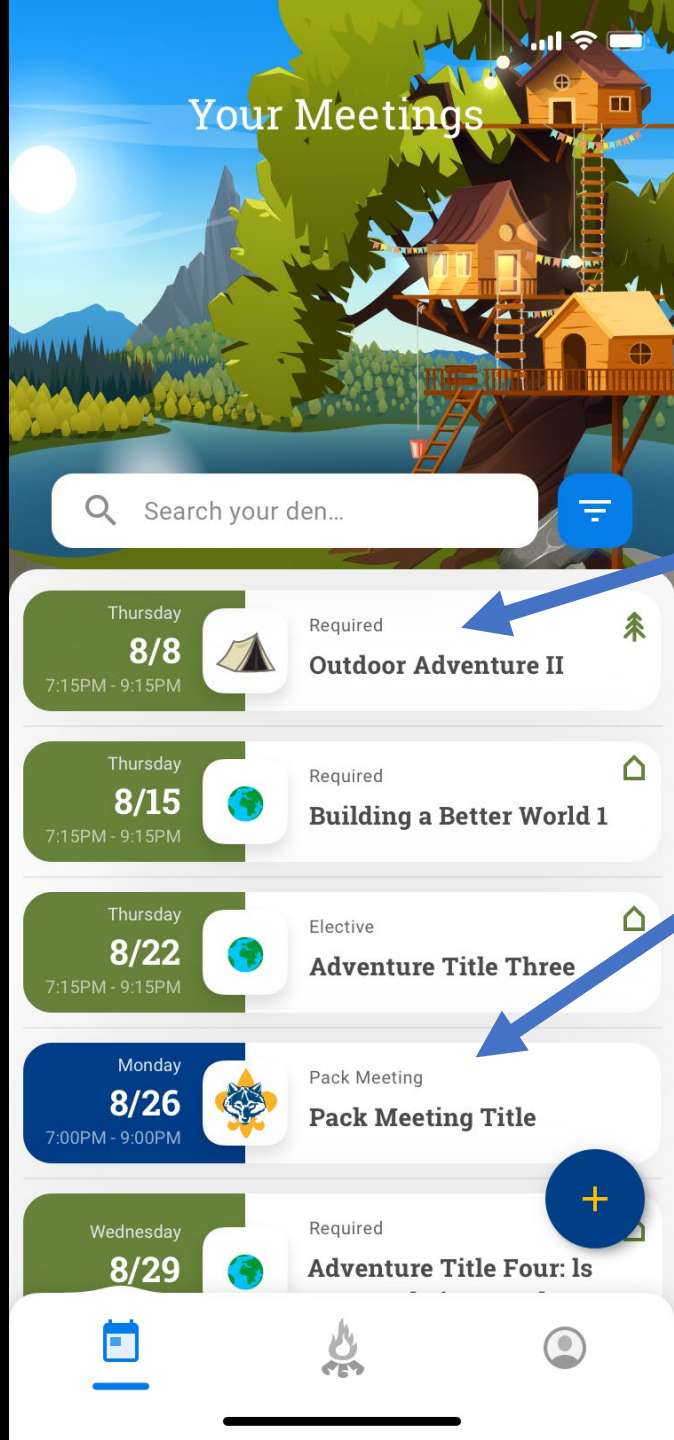 Your Meetings
Search your den...
Thursday
8/8
7:15PM - 9:15PM
Required
Outdoor Adventure II
Thursday
8/15
7:15PM - 9:15PM
Required
Building a Better World 1
Thursday
8/22
7:15PM - 9:15PM
Elective
Adventure Title Three
Monday
8/26
7:00PM - 9:00PM
Pack Meeting
Pack Meeting Title
Wednesday
8/29
Required
Adventure Title Four: ls